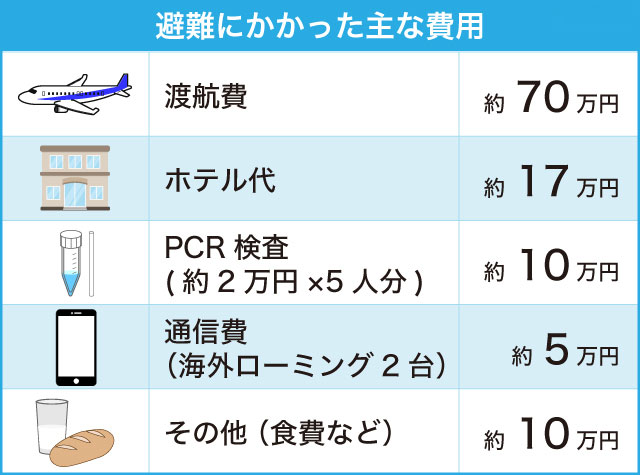 避難にかかった主な費用
渡航費
約 70 万円
ホテル代
約 17 万円
PCR 検査
( 約 2 万円 ×5 人分 )
約 10 万円
通信費
（海外ローミング 2 台）
約 5 万円
その他（食費など）
約 10 万円